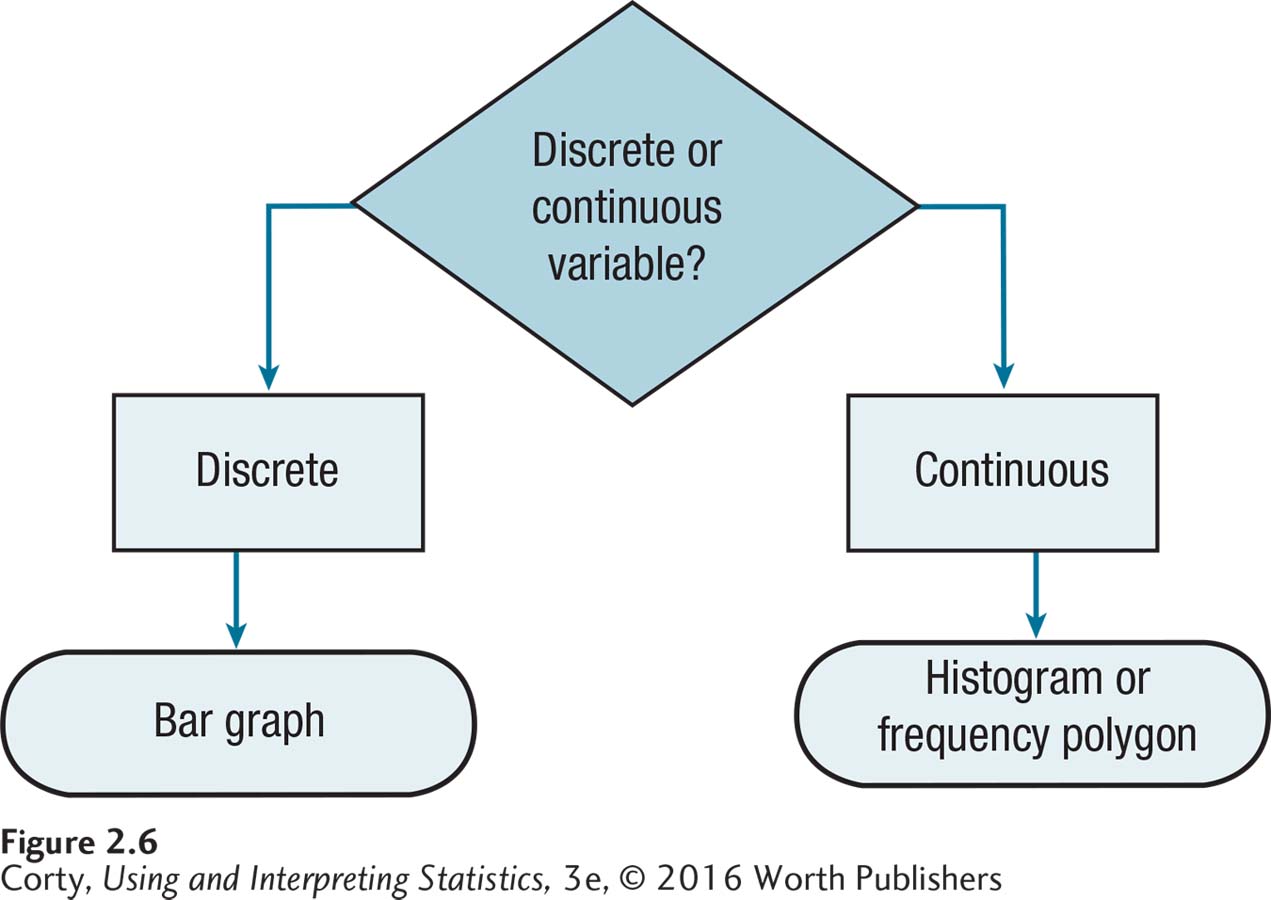 Discrete or
continuous
variable?
Discrete
Continuous
Bar graph
Histogram or
frequency polygon
Figure 2.6
Corty, Using and Interpreting Statistics, 3e, © 2016 Worth Publishers